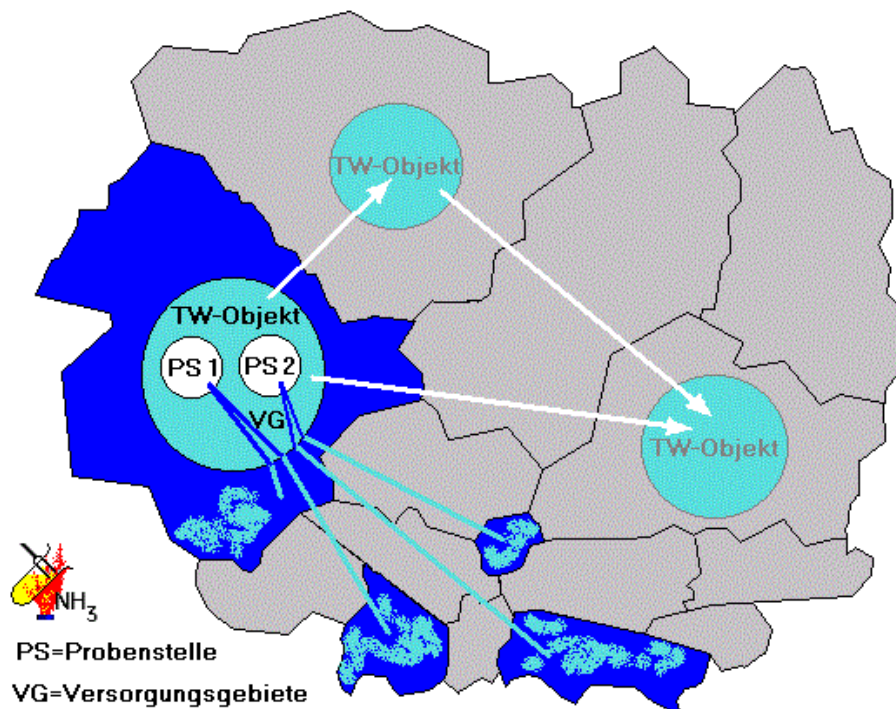 TW-Objekt
TW-Objekt
PS 1
PS 2
VG
TW-Objekt
NH3
PS=Probenstelle
VG=Versorgungsgebiete